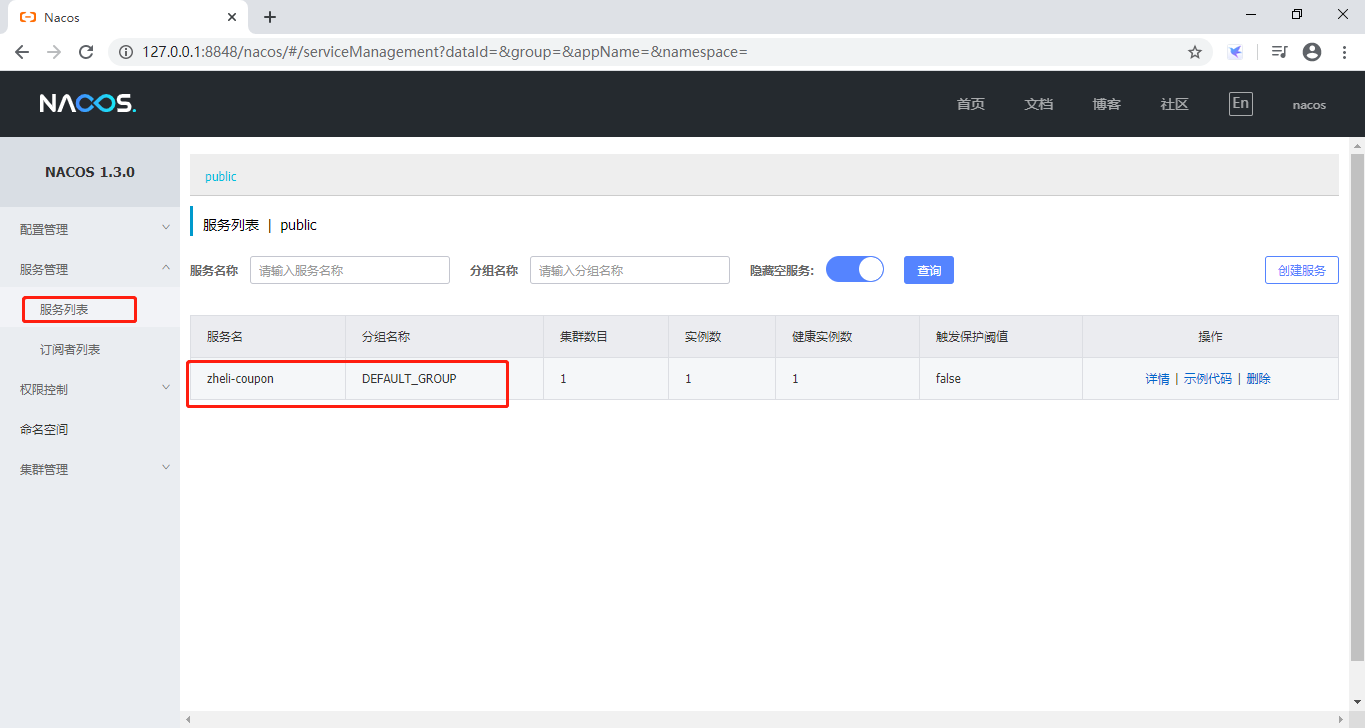 Nacos
127.0.0.1:8848/nacos/#/serviceManagement?dataId=&group=&appName=&namespace=
NACOS.
首页 文档 博客 社区 En nacos
NACOS 1.3.0
配置管理
服务管理
服务列表
订阅者列表
权限控制
命名空间
集群管理
public
服务列表 | public
服务名称 请输入服务名称 分组名称 请输入分组名称 隐藏空服务: 查询 创建服务
服务名 分组名称 集群数目 实例数 健康实例数 触发保护阈值 操作
zheli-coupon DEFAULT_GROUP 1 1 1 false 详情 | 示例代码 | 删除